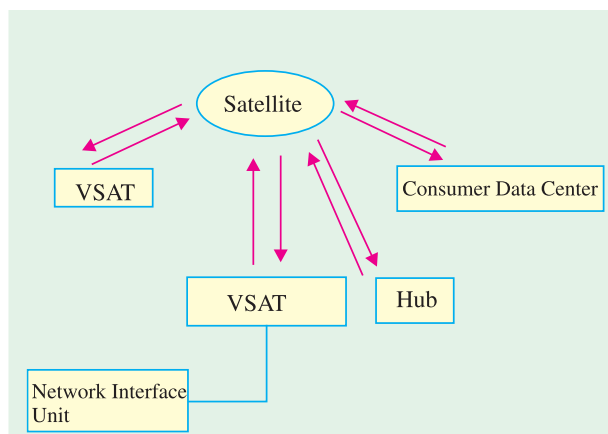 Satellite
VSAT
Consumer Data Center
VSAT
Hub
Network Interface
Unit